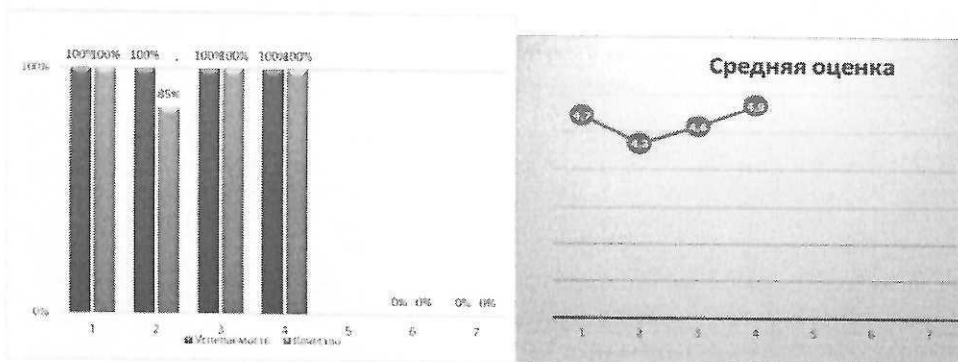 100% 100% 100% 100% 100% 100% 100%
100%
85%
0% 0% 0% 0%
0%
1 2 3 4 5 6 7
Успеваемость Качество
Средняя оценка
4.7 4.6 4.9
1 2 3 4 5 6 7